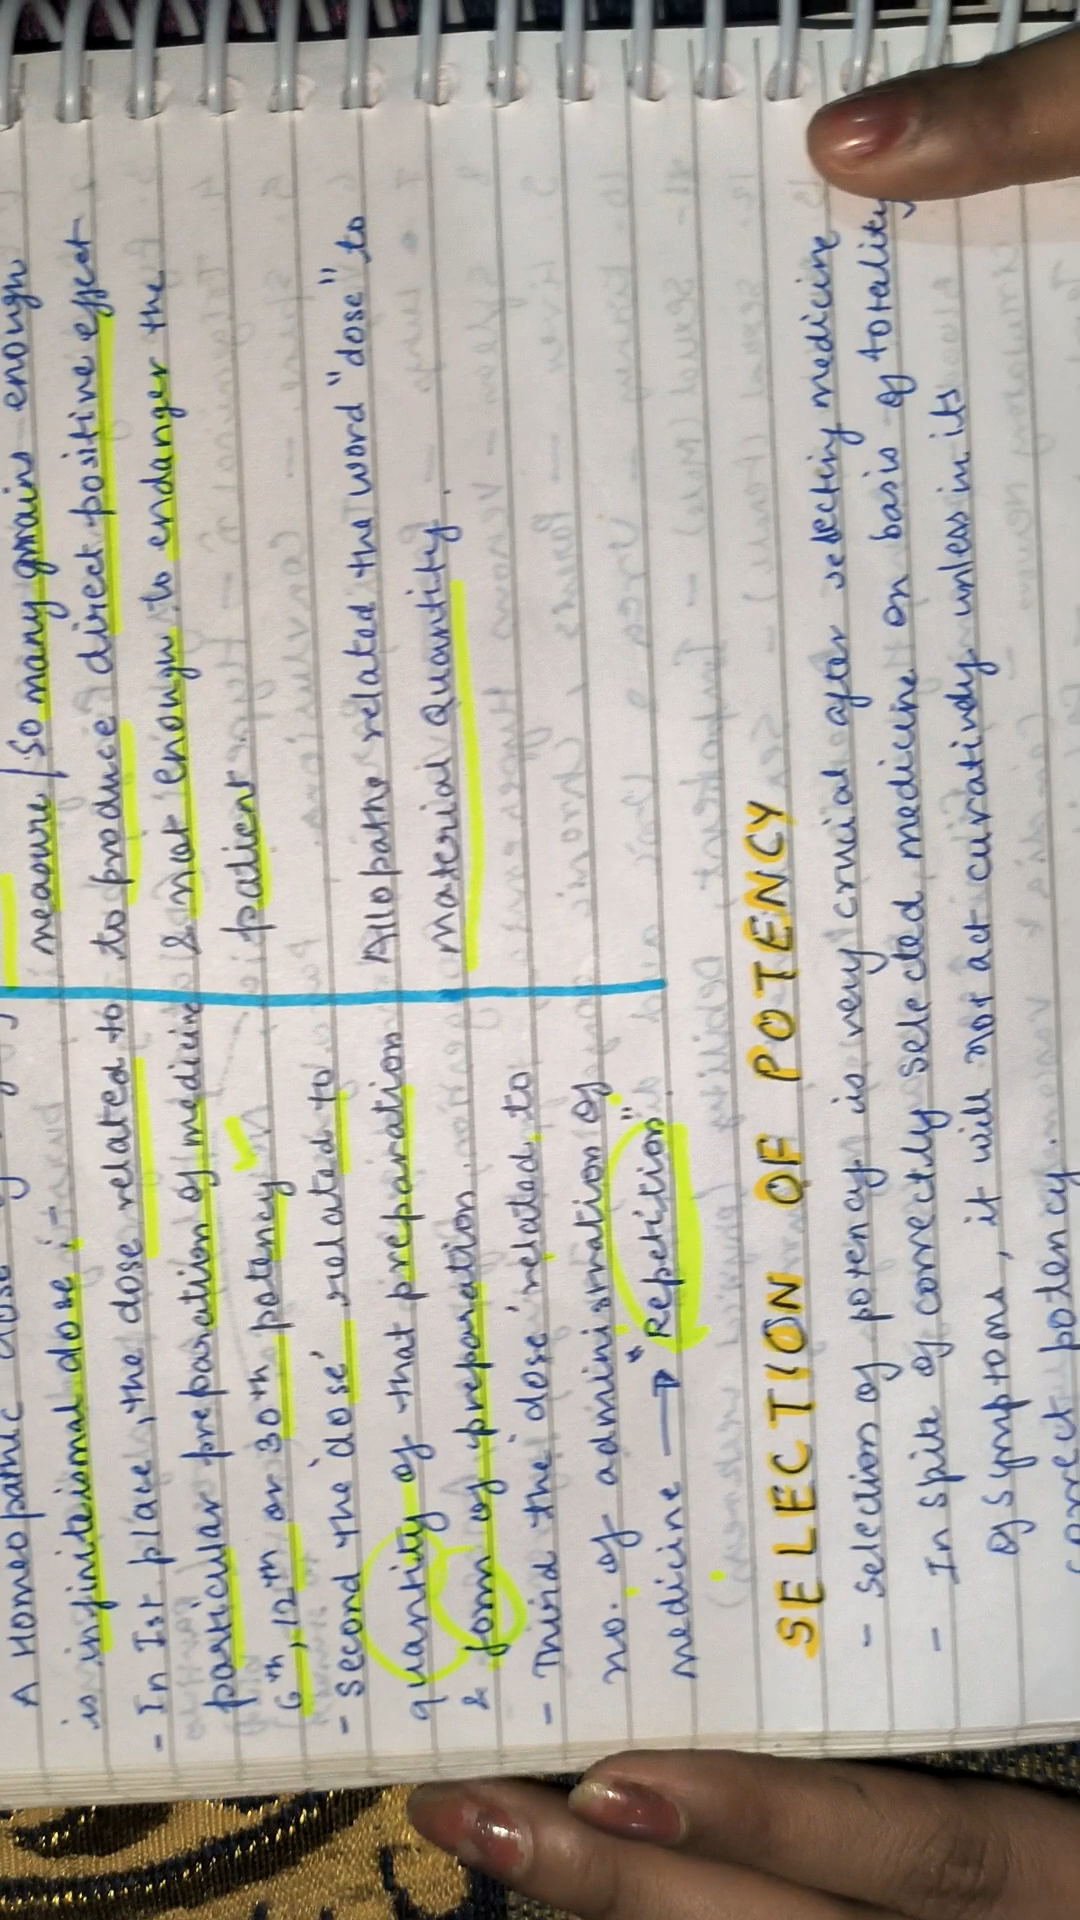 A Homeopathic dose
is infinitesimal dose :-
- In Ist place, the dose related to
particular preparation of medicine
6th, 12th or 30th potency
- Second the 'dose' related to
quantity of that preparation
& form of preparation.
- Third the 'dose' related to
no. of administration of
medicine → "Repetition".
measure / so many grains enough
to produce direct positive effect
& not enough to endanger the
patient
Allopaths related the word "dose" to
material quantity.
SELECTION OF POTENCY
- Selection of potency is very crucial after selecting medicine
- In spite of correctly selected medicine on basis of totality
of symptoms, it will not act curatively unless in its
correct potency.